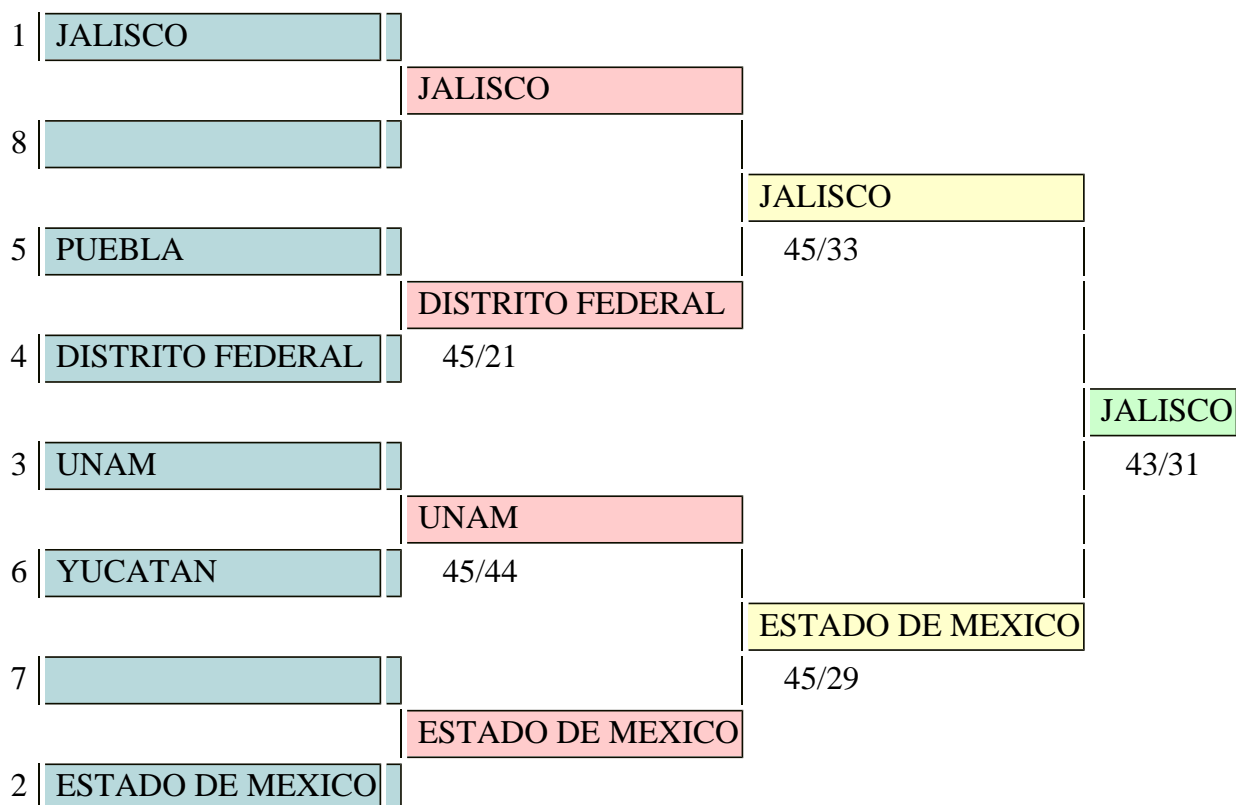 1 JALISCO
JALISCO
8
JALISCO
5 PUEBLA 45/33
DISTRITO FEDERAL
4 DISTRITO FEDERAL 45/21
JALISCO
3 UNAM 43/31
UNAM
6 YUCATAN 45/44
ESTADO DE MEXICO
7 45/29
ESTADO DE MEXICO
2 ESTADO DE MEXICO